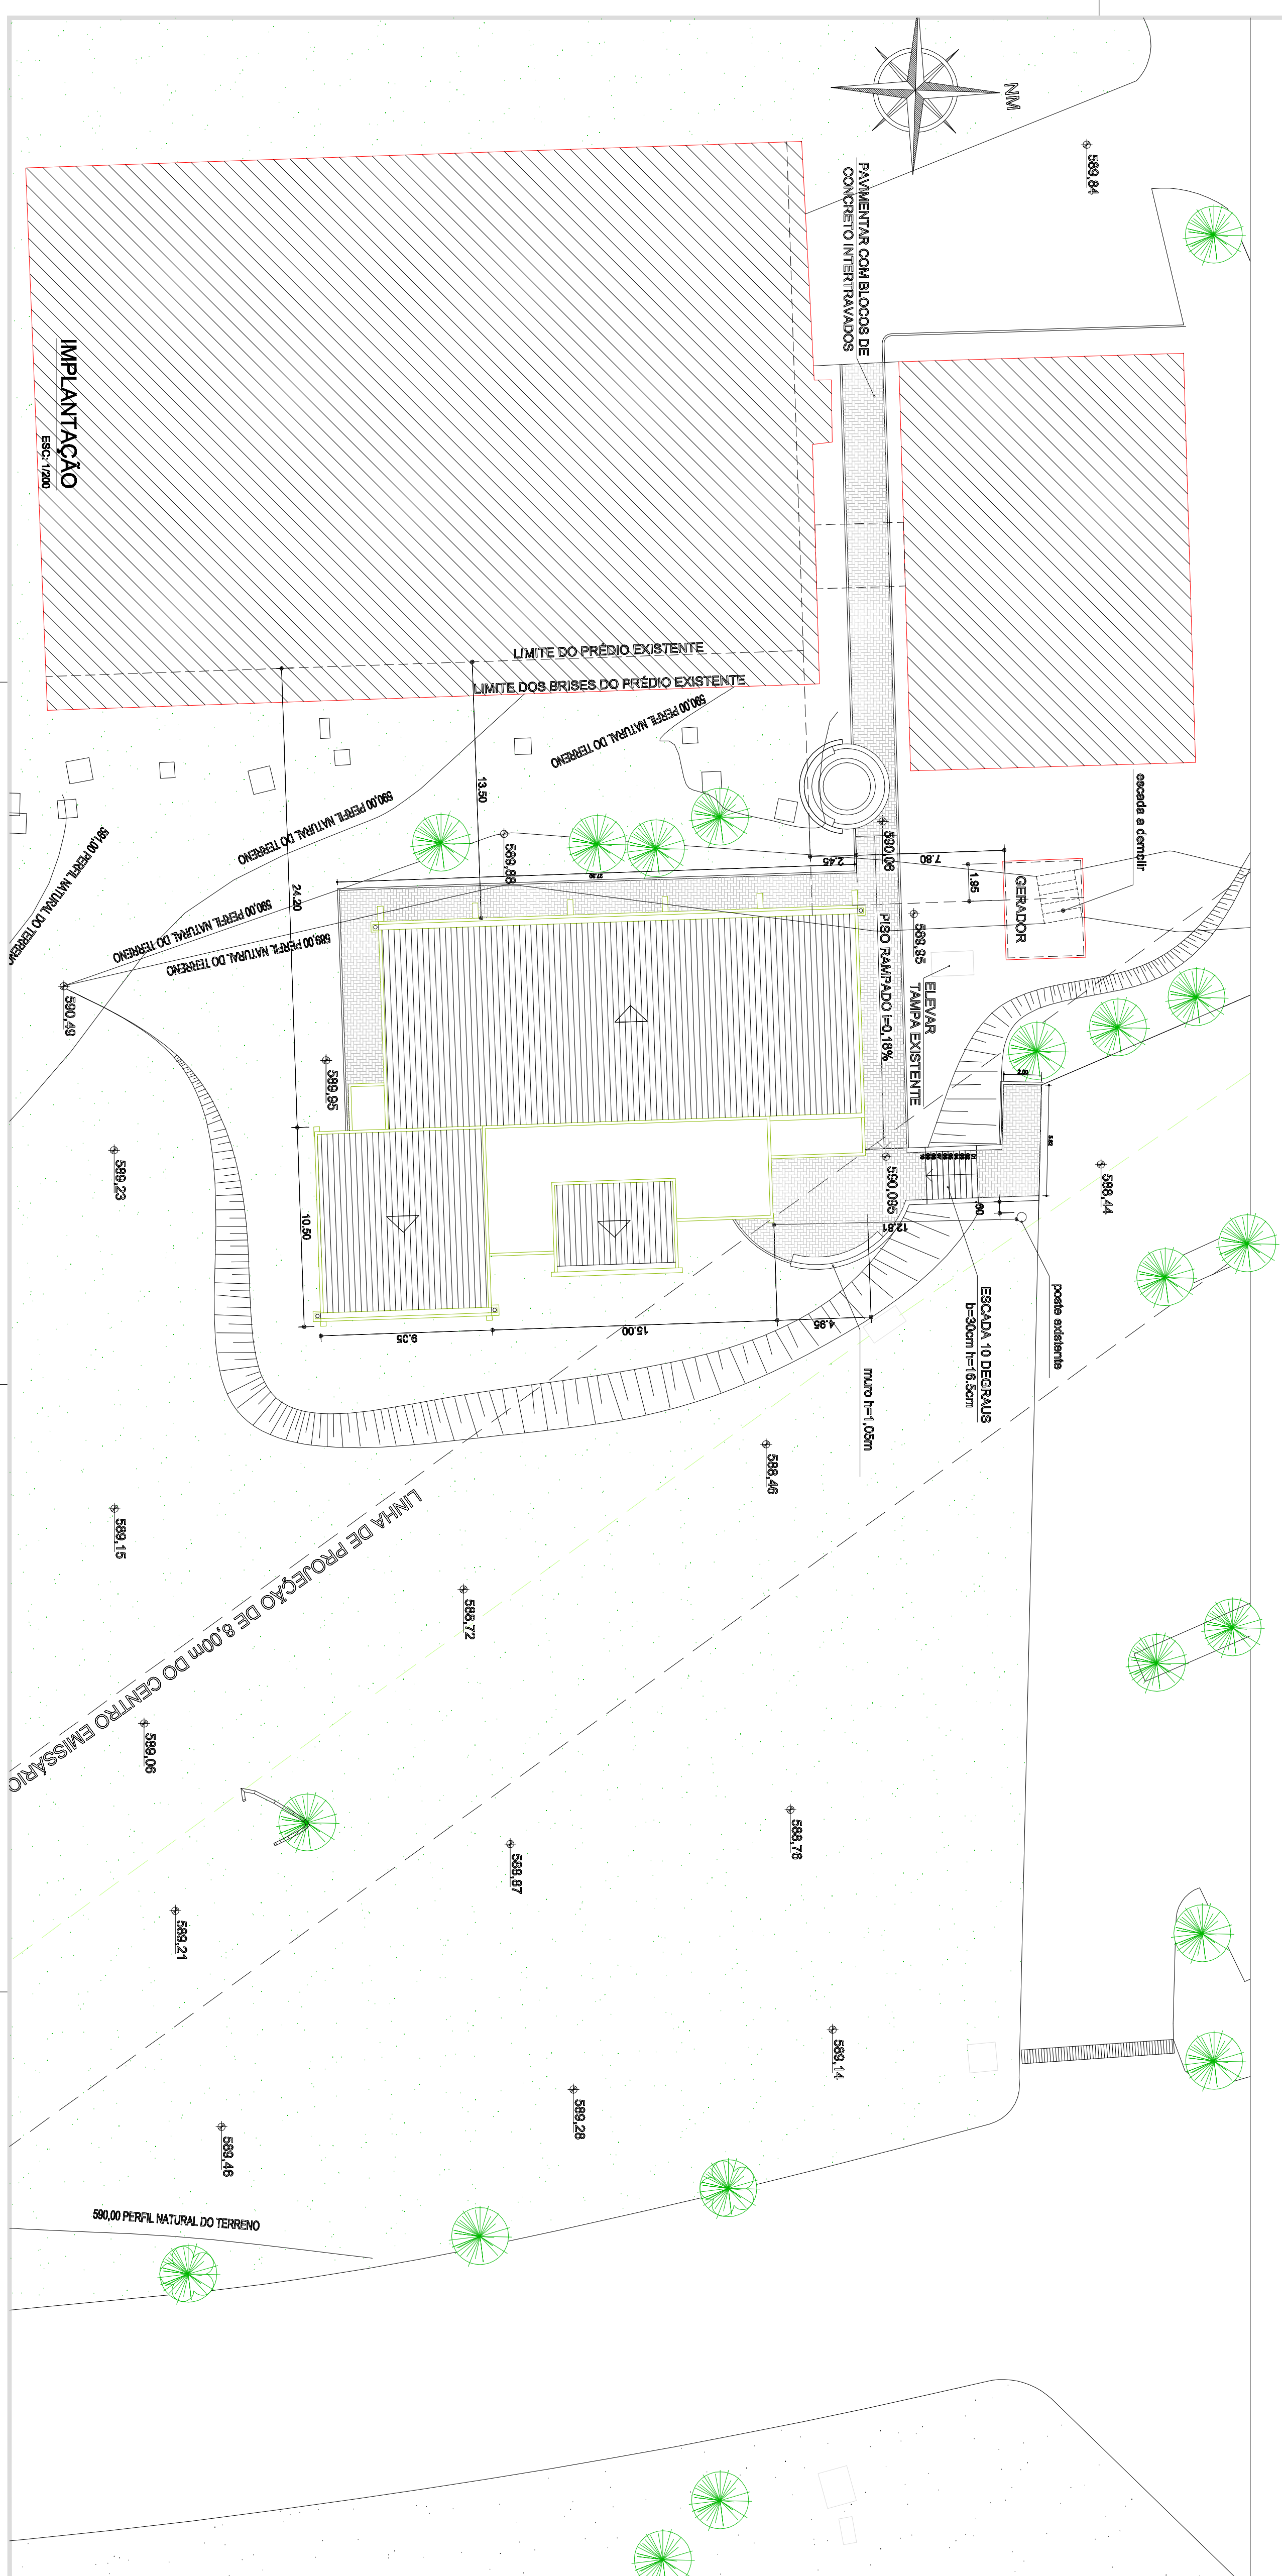 NM
589,84
PAVIMENTAR COM BLOCOS DE
CONCRETO INTERTRAVADOS
IMPLANTAÇÃO
ESC: 1/200
LIMITE DO PRÉDIO EXISTENTE
LIMITE DOS BRISES DO PRÉDIO EXISTENTE
590,00 PERFIL NATURAL DO TERRENO
590,00 PERFIL NATURAL DO TERRENO
591,00 PERFIL NATURAL DO TERRENO
590,00 PERFIL NATURAL DO TERRENO
589,00 PERFIL NATURAL DO TERRENO
13.50
24.20
589,88
590,06
2.45
7.80
1.95
escada a demolir
GERADOR
589,95
PISO RAMPADO i=0,18%
ELEVAR
TAMPA EXISTENTE
590,49
589,95
589,23
590,095
588,44
.60
12.81
10.50
9.05
15.00
4.95
poste existente
ESCADA 10 DEGRAUS
b=30cm h=16.5cm
muro h=1,05m
588,46
589,15
LINHA DE PROJEÇÃO DE 8,00m DO CENTRO EMISSÁRIO
588,72
589,06
588,76
588,87
589,21
589,14
589,28
589,46
590,00 PERFIL NATURAL DO TERRENO